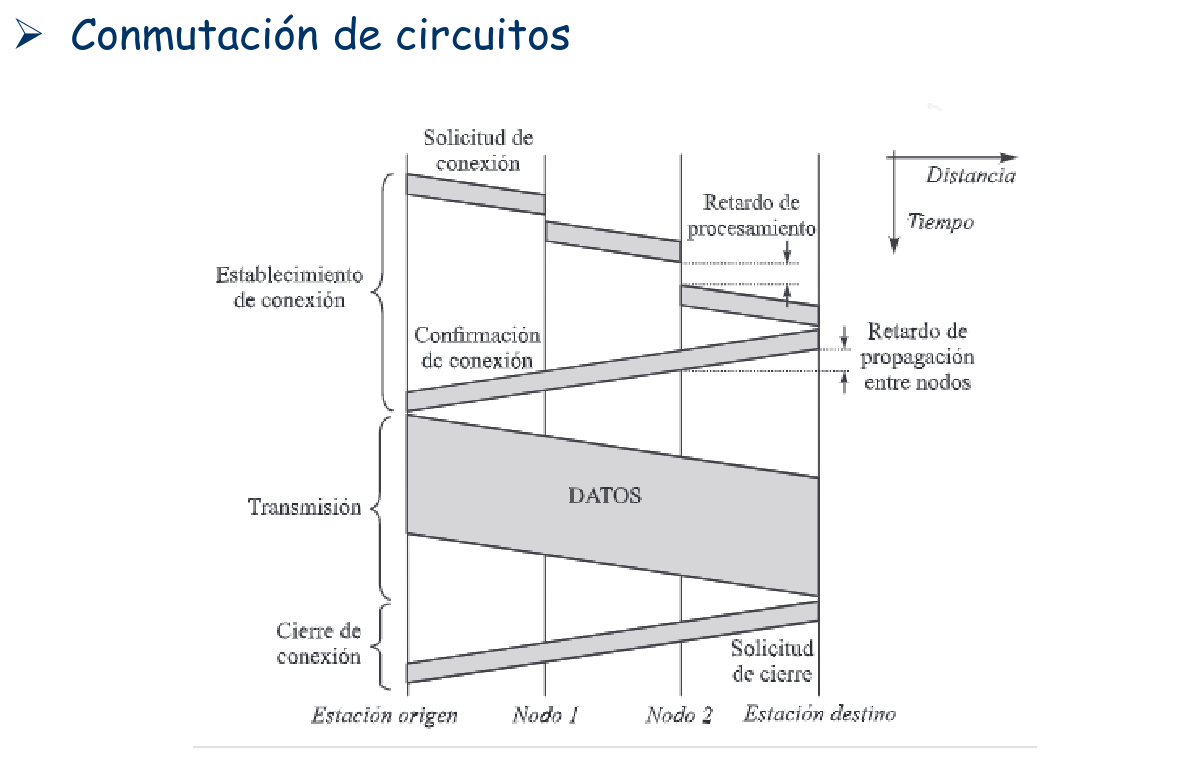 Conmutación de circuitos
Solicitud de
conexión
Distancia
Tiempo
Retardo de
procesamiento
Establecimiento
de conexión
Confirmación
de conexión
Retardo de
propagación
entre nodos
DATOS
Transmisión
Cierre de
conexión
Solicitud
de cierre
Estación origen
Nodo 1
Nodo 2
Estación destino